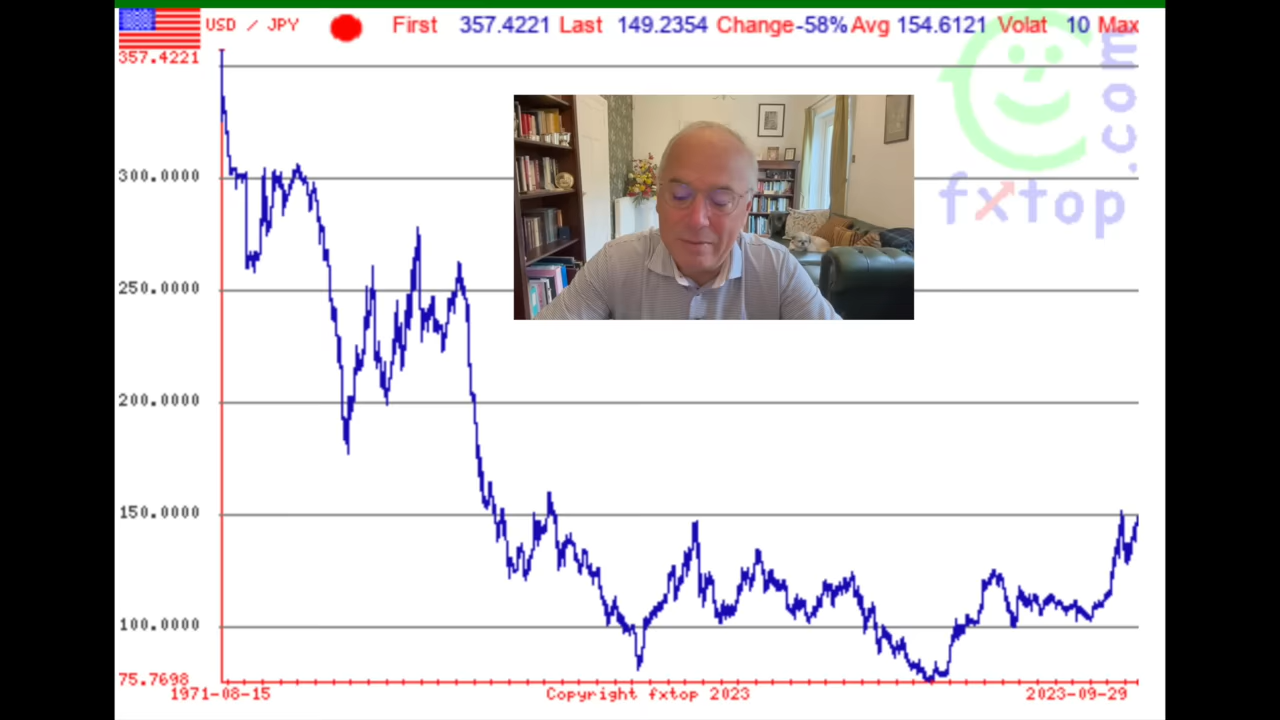 USD / JPY First 357.4221 Last 149.2354 Change-58% Avg 154.6121 Volat 10 Max
357.4221
300.0000
250.0000
200.0000
150.0000
100.0000
75.7698
1971-08-15 Copyright fxtop 2023 2023-09-29
fxtop
.com